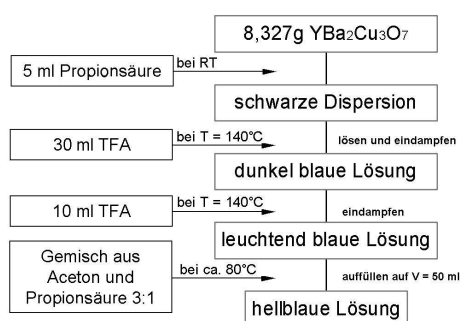 8,327g YBa2Cu3O7
5 ml Propionsäure
bei RT
schwarze Dispersion
30 ml TFA
bei T = 140°C
lösen und eindampfen
dunkel blaue Lösung
10 ml TFA
bei T = 140°C
eindampfen
leuchtend blaue Lösung
Gemisch aus
Aceton und
Propionsäure 3:1
bei ca. 80°C
auffüllen auf V = 50 ml
hellblaue Lösung